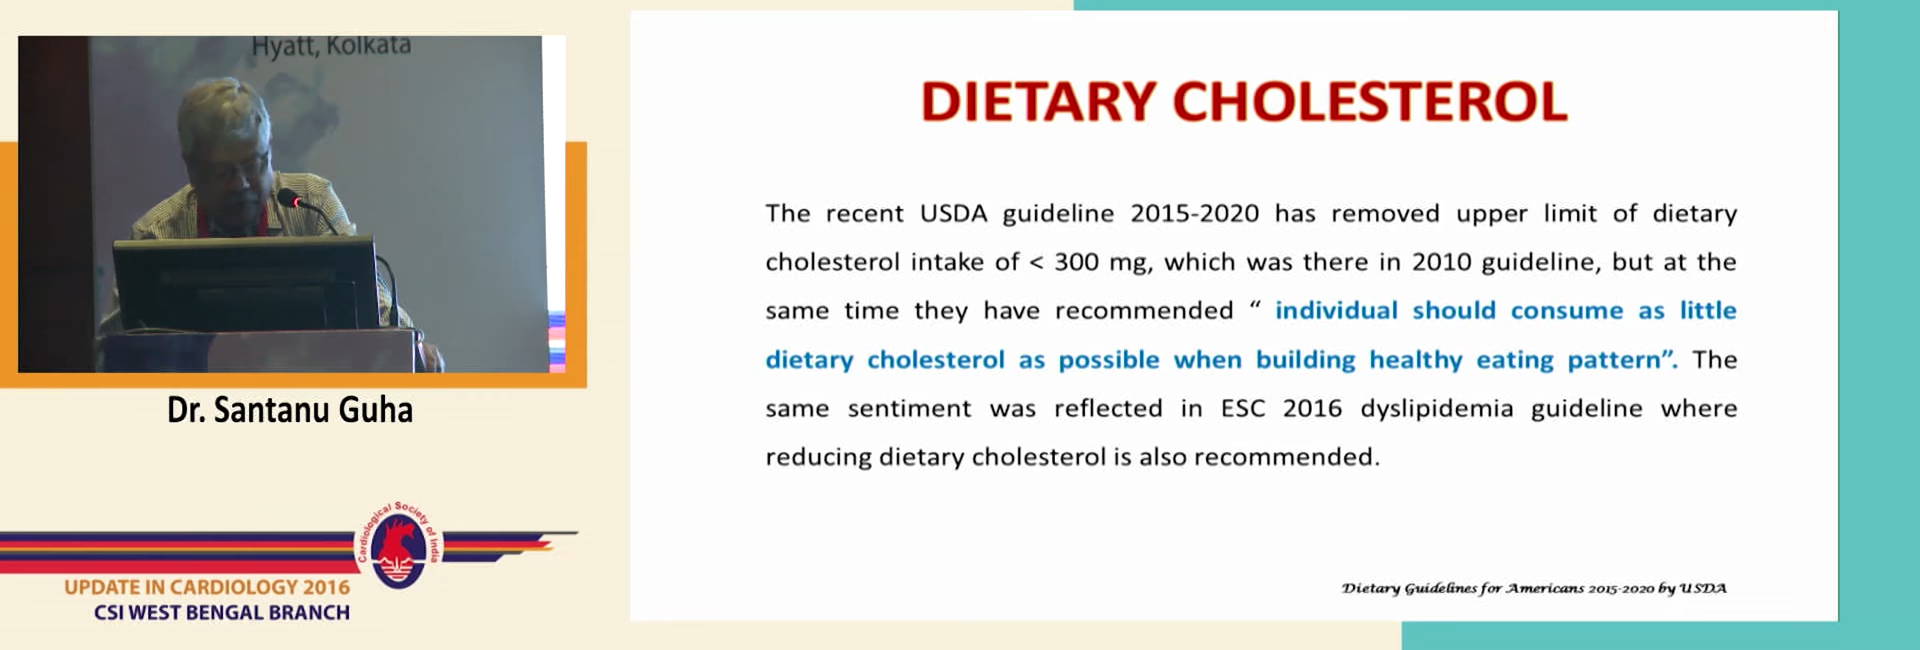 Hyatt, Kolkata
Dr. Santanu Guha
Cardiological Society of India
UPDATE IN CARDIOLOGY 2016
CSI WEST BENGAL BRANCH
DIETARY CHOLESTEROL
The recent USDA guideline 2015-2020 has removed upper limit of dietary
cholesterol intake of < 300 mg, which was there in 2010 guideline, but at the
same time they have recommended “ individual should consume as little
dietary cholesterol as possible when building healthy eating pattern”. The
same sentiment was reflected in ESC 2016 dyslipidemia guideline where
reducing dietary cholesterol is also recommended.
Dietary Guidelines for Americans 2015-2020 by USDA